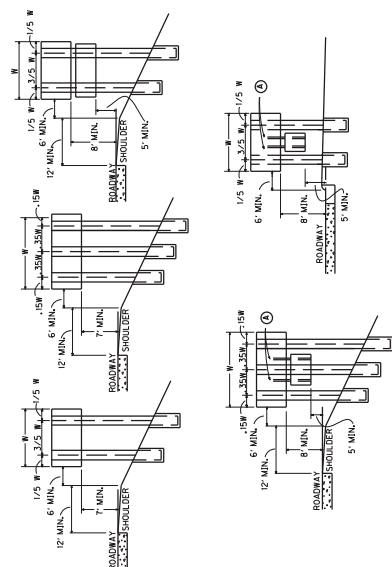 W
1/5 W
3/5 W
1/5 W
6' MIN.
12' MIN.
8' MIN.
5' MIN.
ROADWAY
SHOULDER
A
W
1/5 W
3/5 W
1/5 W
6' MIN.
8' MIN.
5' MIN.
ROADWAY
W
.15W
.35W
.35W
.15W
6' MIN.
12' MIN.
7' MIN.
ROADWAY
SHOULDER
W
1/5 W
3/5 W
1/5 W
6' MIN.
12' MIN.
7' MIN.
ROADWAY
SHOULDER
A
W
.15W
.35W
.35W
.15W
6' MIN.
12' MIN.
8' MIN.
5' MIN.
ROADWAY
SHOULDER